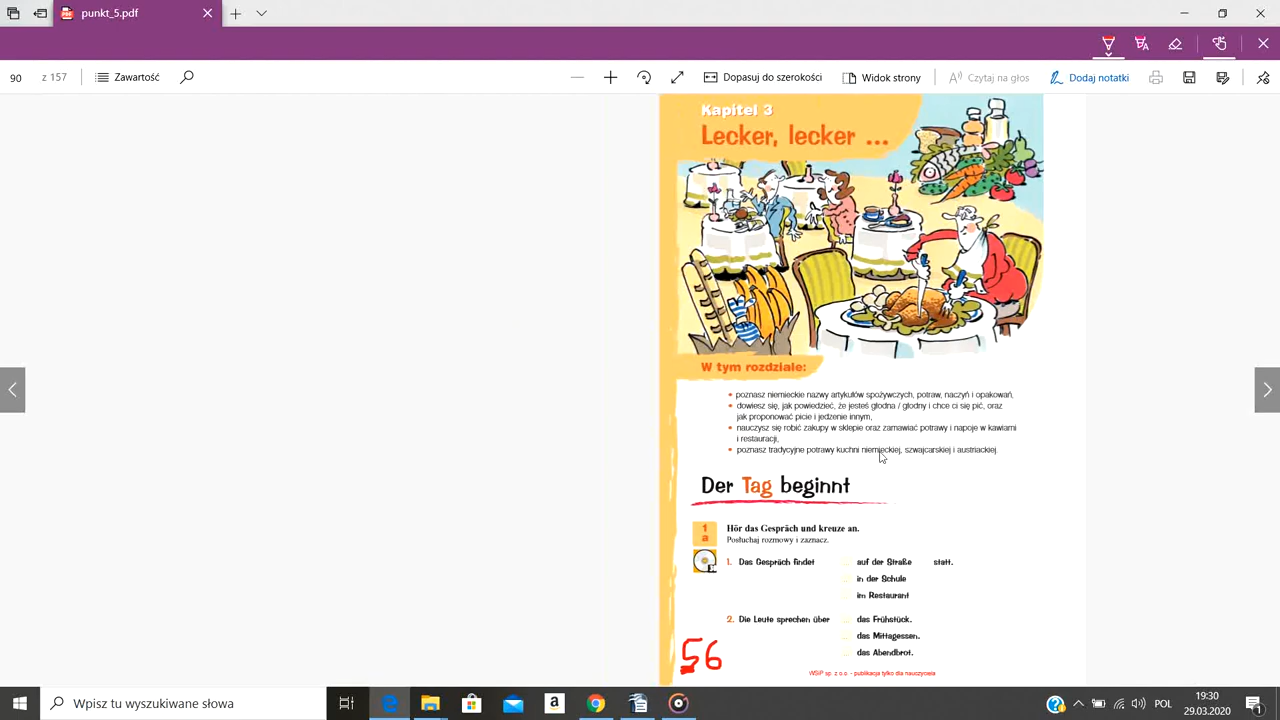 punkt_5.pdf
90 z 157 Zawartość Dopasuj do szerokości Widok strony Czytaj na głos Dodaj notatki
Kapitel 3
Lecker, lecker ...
W tym rozdziale:
• poznasz niemieckie nazwy artykułów spożywczych, potraw, naczyń i opakowań,
• dowiesz się, jak powiedzieć, że jesteś głodna / głodny i chce ci się pić, oraz
jak proponować picie i jedzenie innym,
• nauczysz się robić zakupy w sklepie oraz zamawiać potrawy i napoje w kawiarni
i restauracji,
• poznasz tradycyjne potrawy kuchni niemieckiej, szwajcarskiej i austriackiej.
Der Tag beginnt
1
a
Hör das Gespräch und kreuze an.
Posłuchaj rozmowy i zaznacz.
1. Das Gespräch findet ... auf der Straße statt.
... in der Schule
... im Restaurant
2. Die Leute sprechen über ... das Frühstück.
... das Mittagessen.
... das Abendbrot.
56
WSiP sp. z o.o. - publikacja tylko dla nauczyciela
Wpisz tu wyszukiwane słowa
POL
19:30
29.03.2020